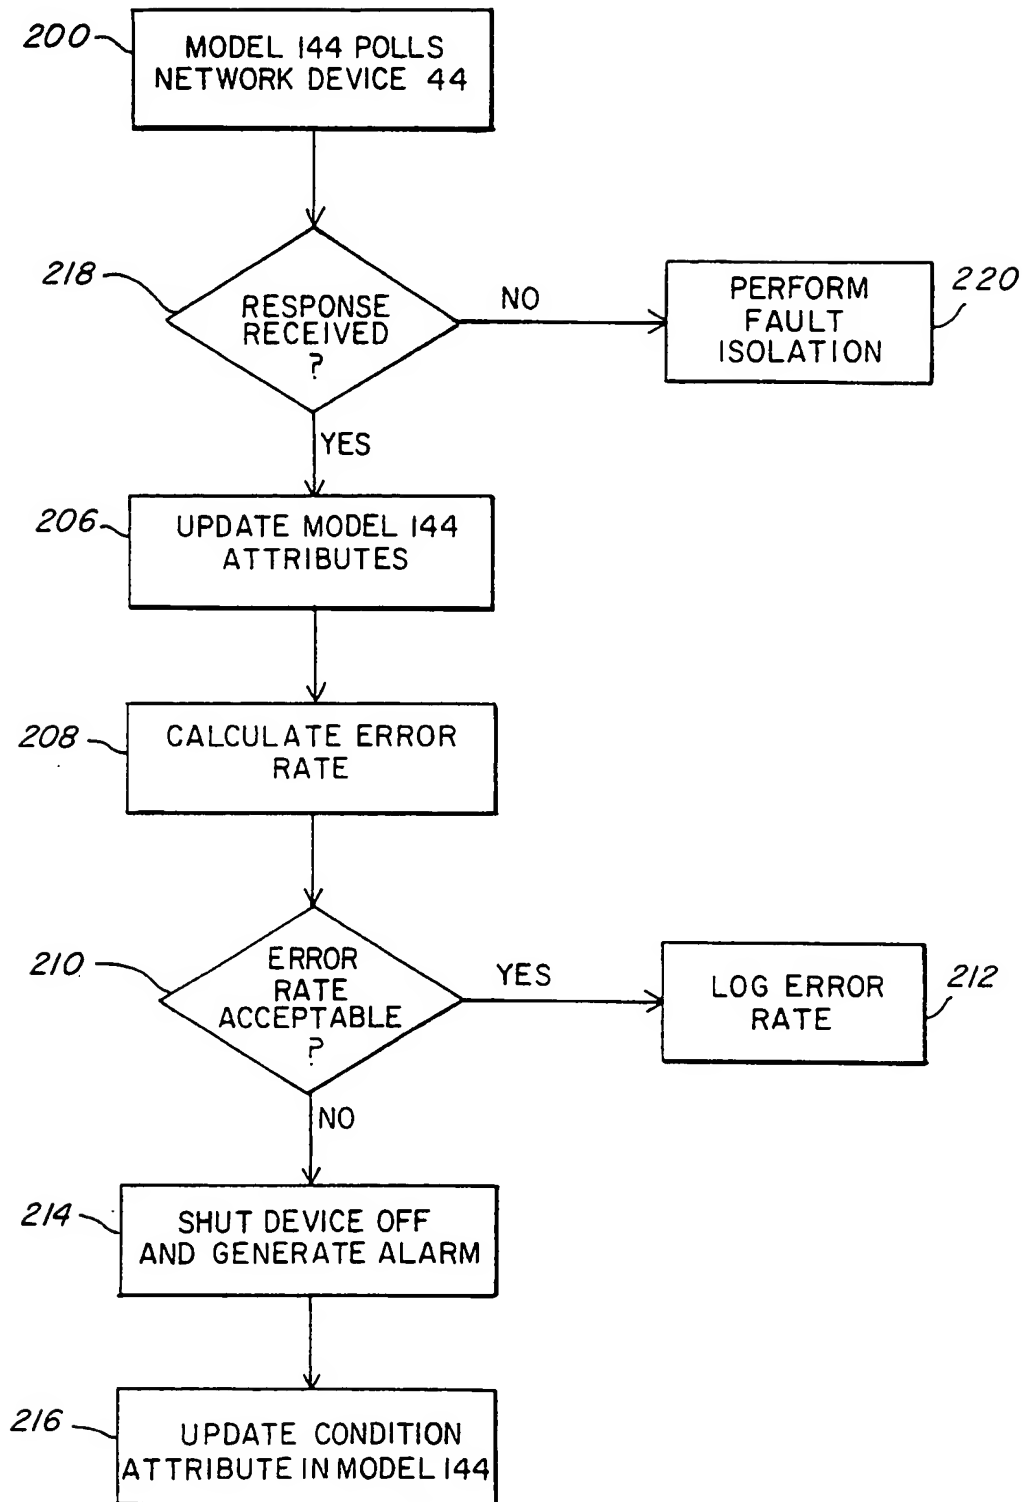 200
MODEL 144 POLLS
NETWORK DEVICE 44
218
RESPONSE
RECEIVED
?
NO
PERFORM
FAULT
ISOLATION
220
YES
206
UPDATE MODEL 144
ATTRIBUTES
208
CALCULATE ERROR
RATE
210
ERROR
RATE
ACCEPTABLE
?
YES
LOG ERROR
RATE
212
NO
214
SHUT DEVICE OFF
AND GENERATE ALARM
216
UPDATE CONDITION
ATTRIBUTE IN MODEL 144